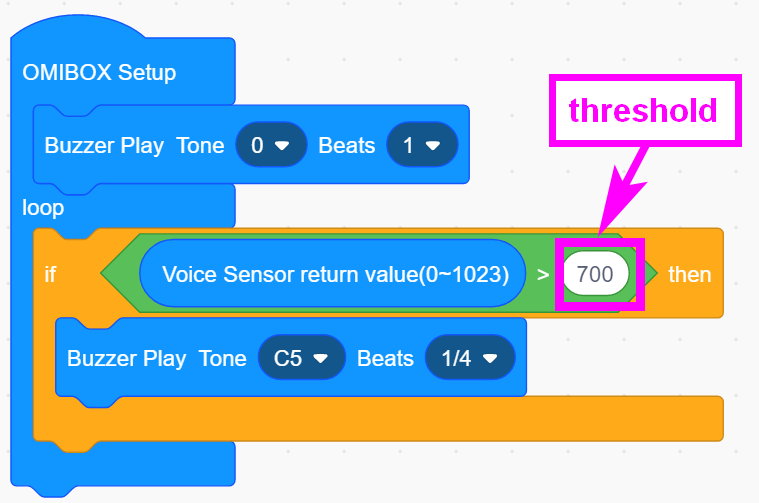 OMIBOX Setup
threshold
Buzzer Play Tone 0 Beats 1
loop
if Voice Sensor return value(0~1023) > 700 then
Buzzer Play Tone C5 Beats 1/4